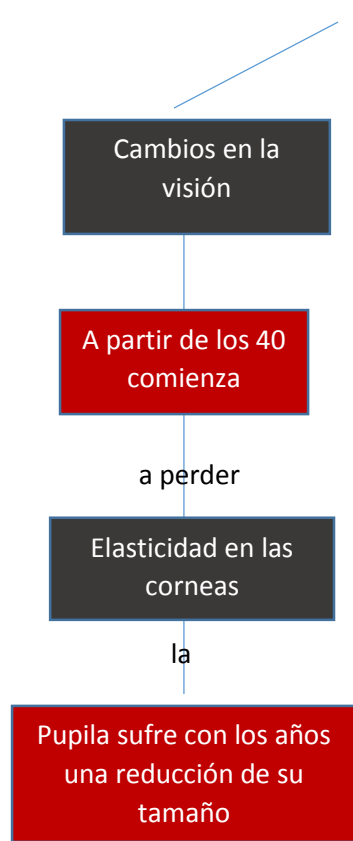 Cambios en la
visión
A partir de los 40
comienza
a perder
Elasticidad en las
corneas
la
Pupila sufre con los años
una reducción de su
tamaño